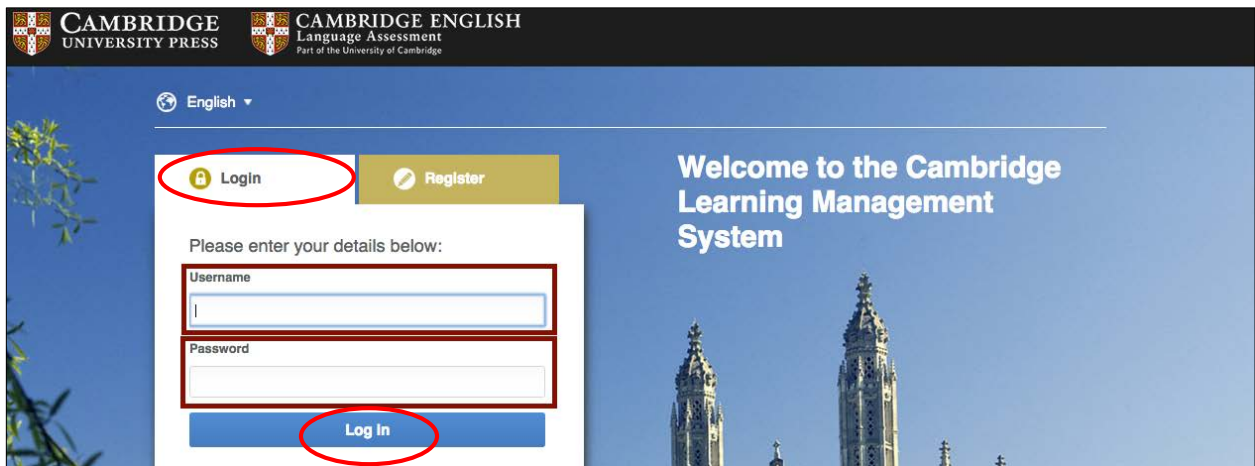 CAMBRIDGE
UNIVERSITY PRESS
CAMBRIDGE ENGLISH
Language Assessment
Part of the University of Cambridge
English
Login
Register
Please enter your details below:
Username
Password
Log In
Welcome to the Cambridge
Learning Management
System